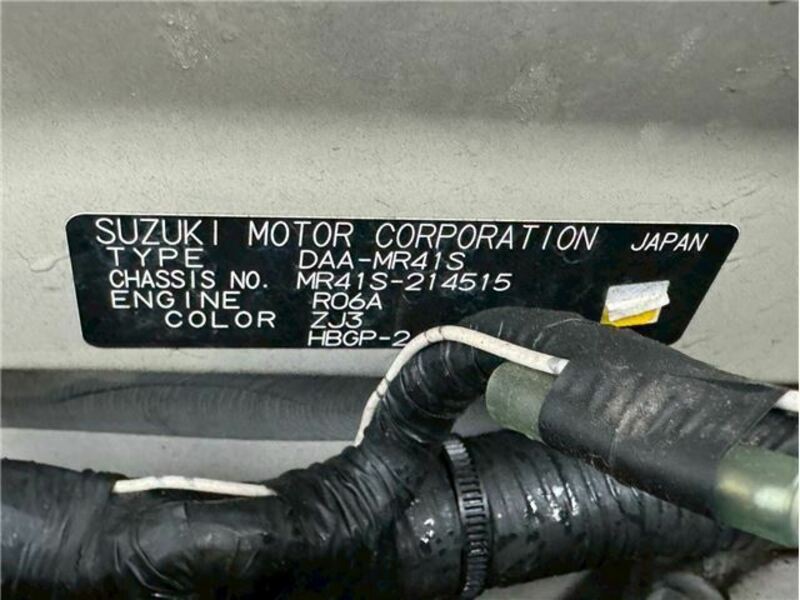 SUZUKI MOTOR CORPORATION JAPAN
TYPE DAA-MR41S
CHASSIS NO. MR41S-214515
ENGINE R06A
COLOR ZJ3
HBGP-2